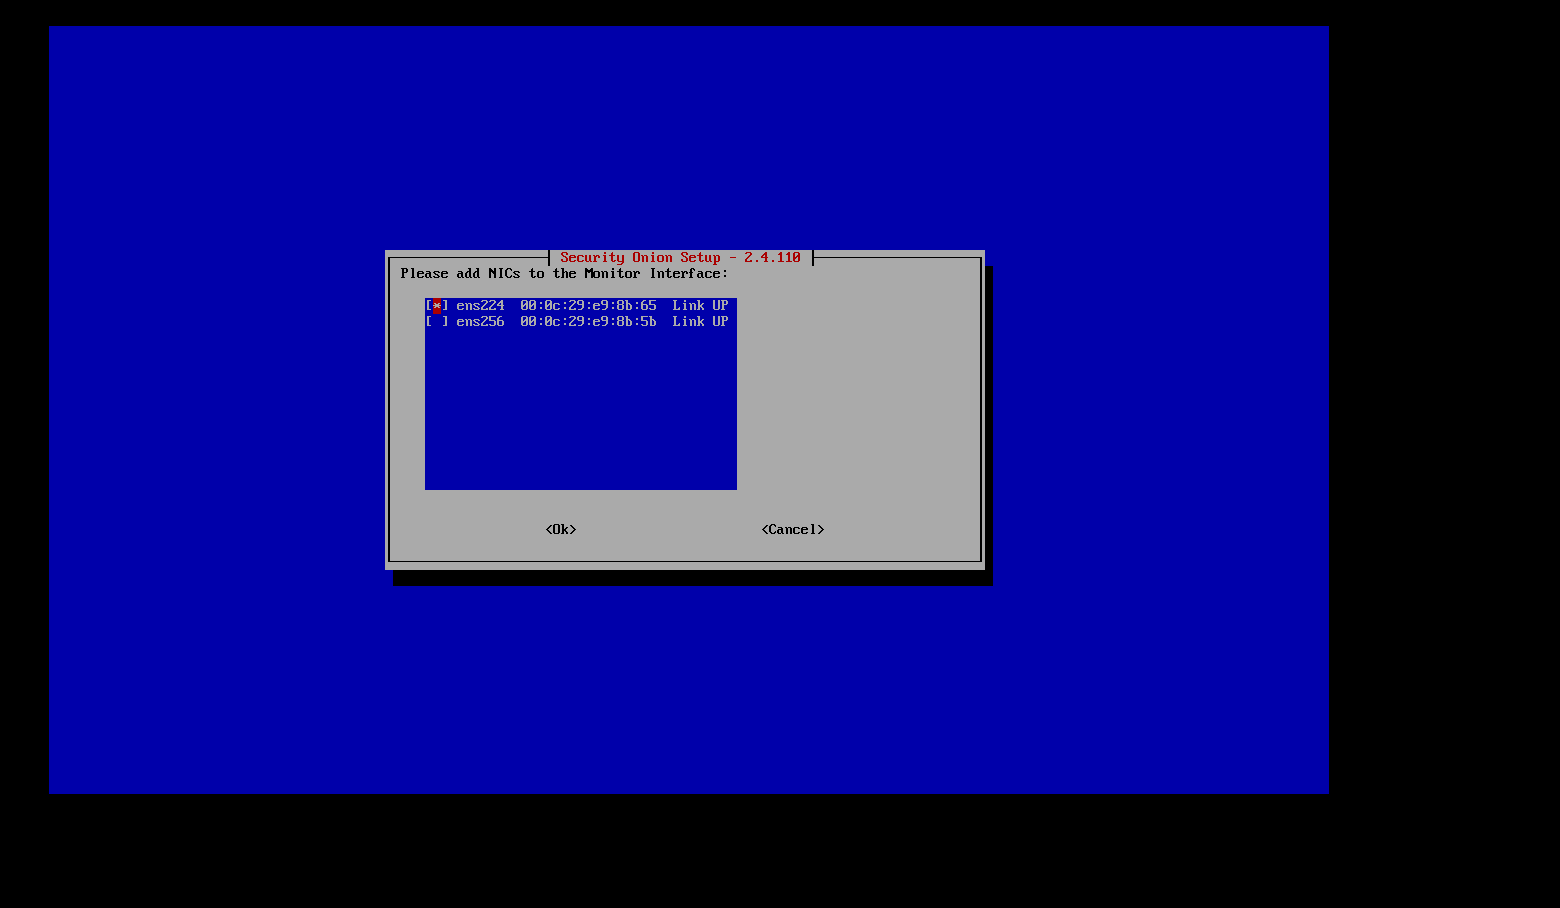 Security Onion Setup - 2.4.110
Please add NICs to the Monitor Interface:
[*] ens224  00:0c:29:e9:8b:65  Link UP
[ ] ens256  00:0c:29:e9:8b:5b  Link UP
<Ok> <Cancel>